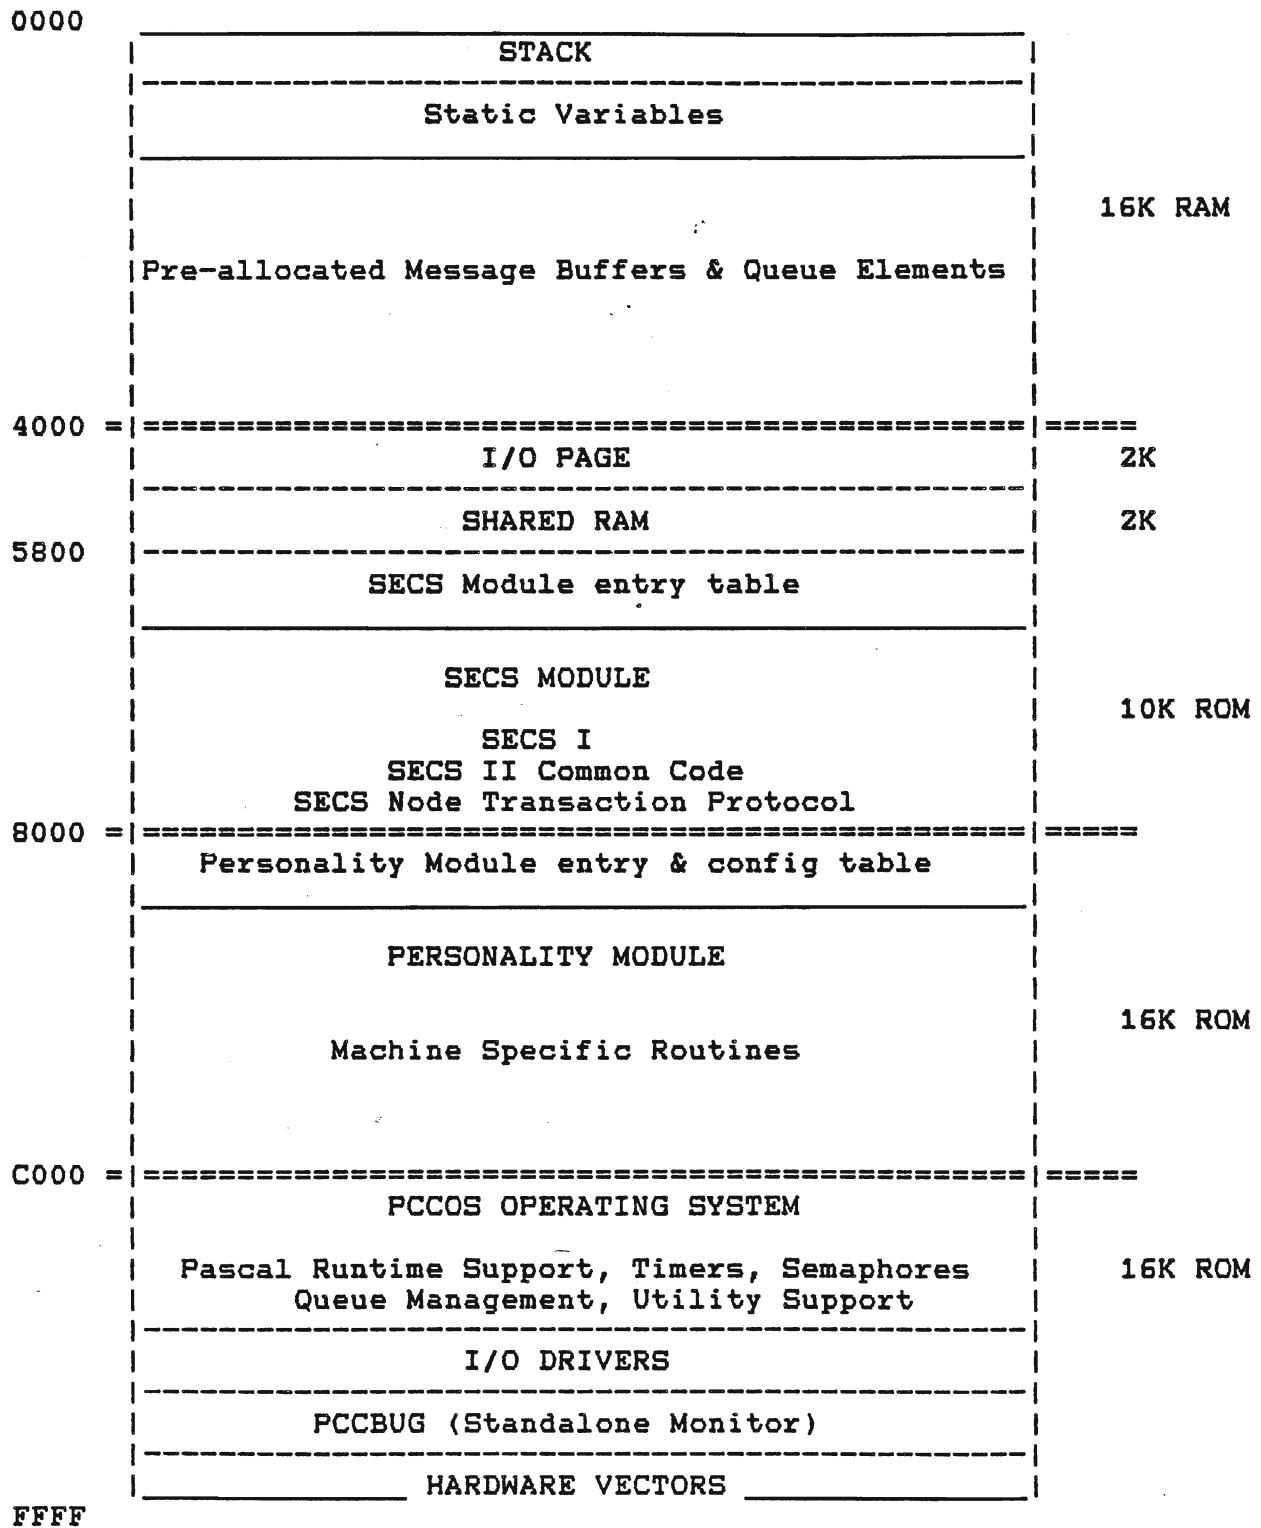 0000
STACK
Static Variables
16K RAM
Pre-allocated Message Buffers & Queue Elements
4000
I/O PAGE 2K
SHARED RAM 2K
5800
SECS Module entry table
SECS MODULE
10K ROM
SECS I
SECS II Common Code
SECS Node Transaction Protocol
8000
Personality Module entry & config table
PERSONALITY MODULE
16K ROM
Machine Specific Routines
C000
PCCOS OPERATING SYSTEM
Pascal Runtime Support, Timers, Semaphores 16K ROM
Queue Management, Utility Support
I/O DRIVERS
PCCBUG (Standalone Monitor)
HARDWARE VECTORS
FFFF